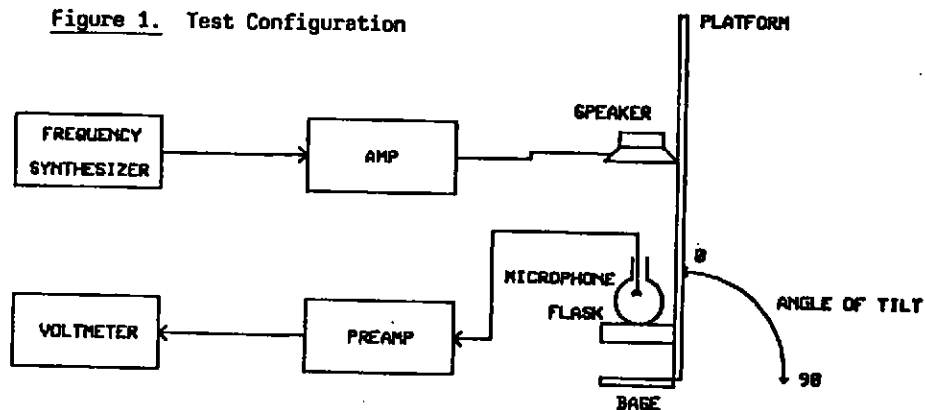 Figure 1. Test Configuration
PLATFORM
SPEAKER
FREQUENCY
SYNTHESIZER
AMP
0
MICROPHONE
FLASK
ANGLE OF TILT
VOLTMETER
PREAMP
90
BASE